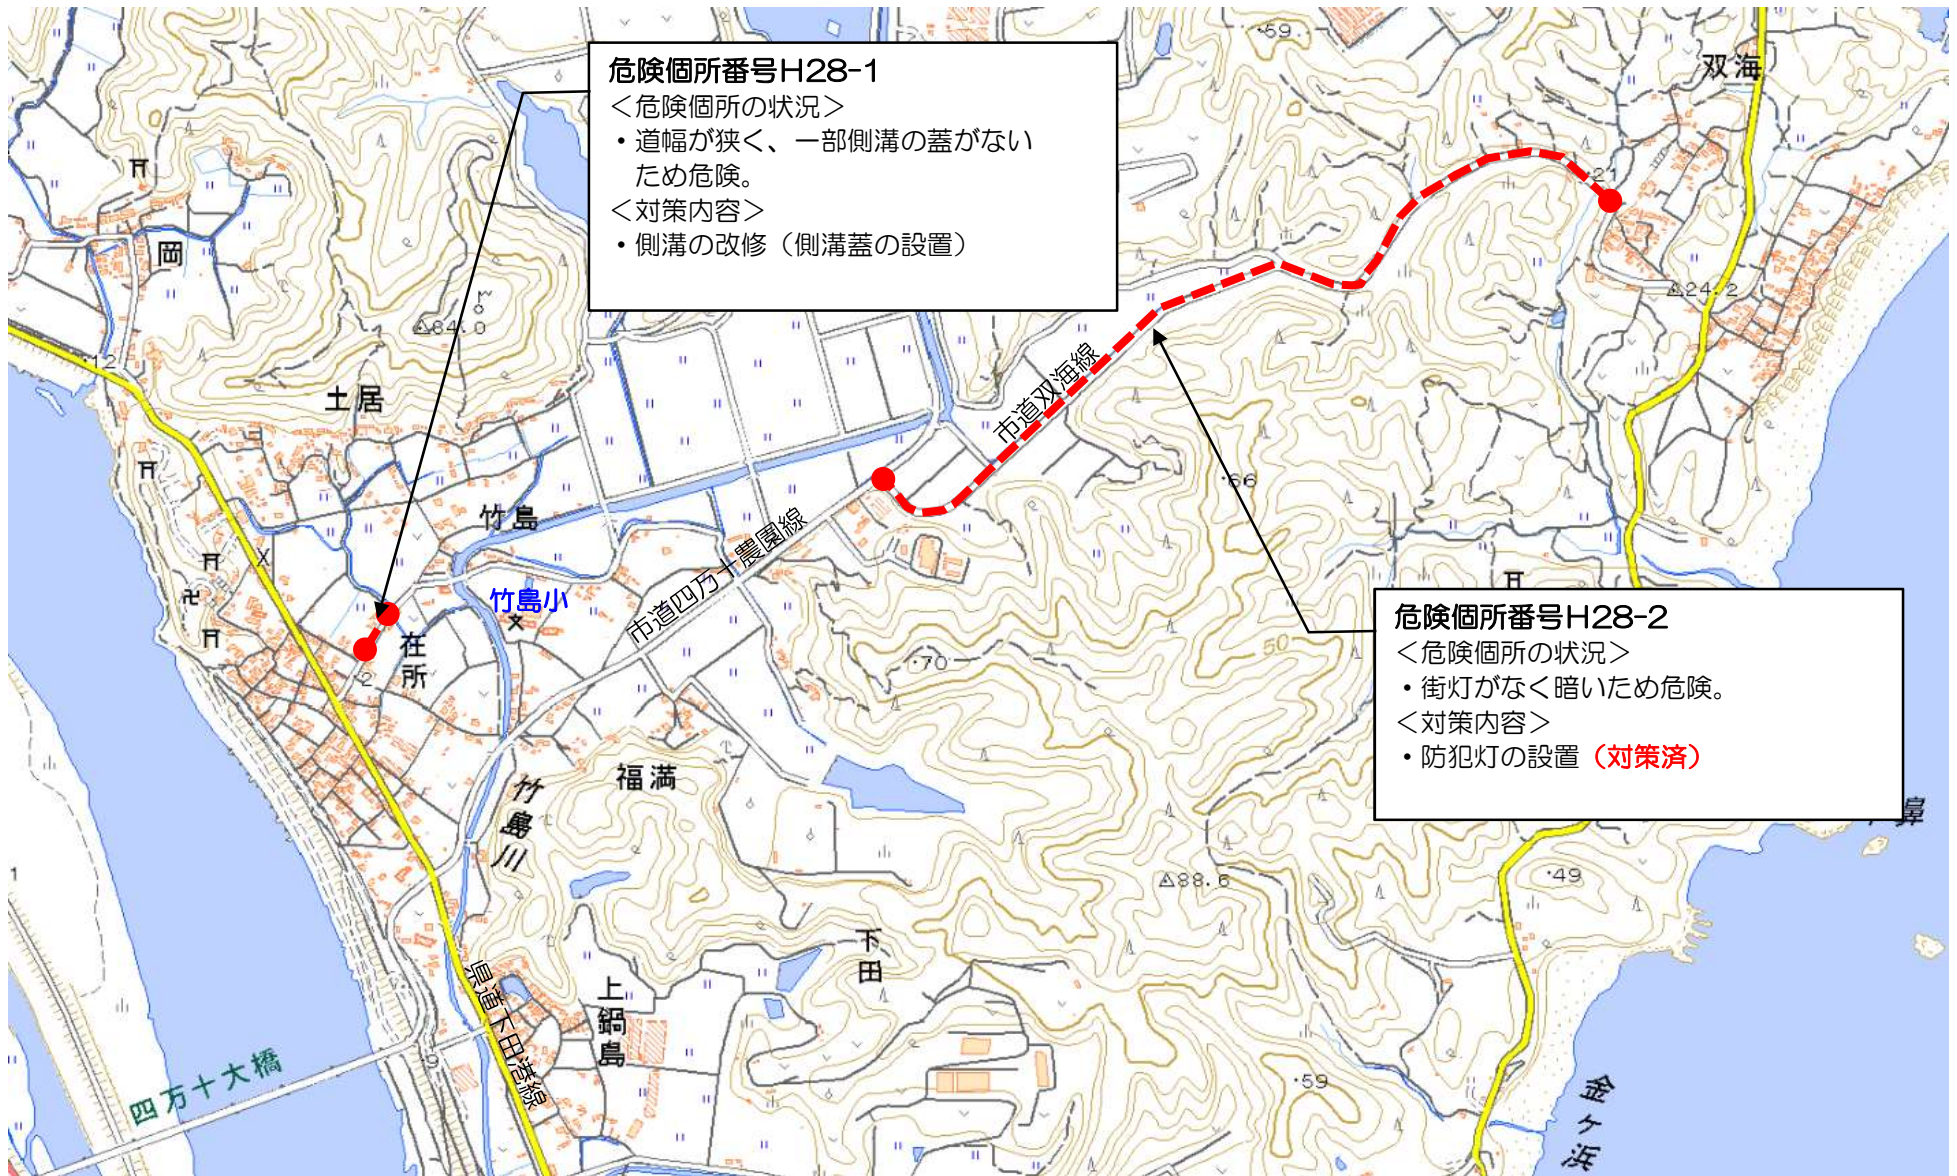 危険個所番号H28-1
＜危険個所の状況＞
・道幅が狭く、一部側溝の蓋がない
ため危険。
＜対策内容＞
・側溝の改修（側溝蓋の設置）
双海
59
21
24.2
岡
84.0
12
土居
市道双海線
66
竹島
市道四万十農園線
竹島小
在所
2
70
50
危険個所番号H28-2
＜危険個所の状況＞
・街灯がなく暗いため危険。
＜対策内容＞
・防犯灯の設置（対策済）
福満
竹島川
鼻
1
88.6
49
下田
県道下田港線
上鍋島
9
四万十大橋
59
金ヶ浜